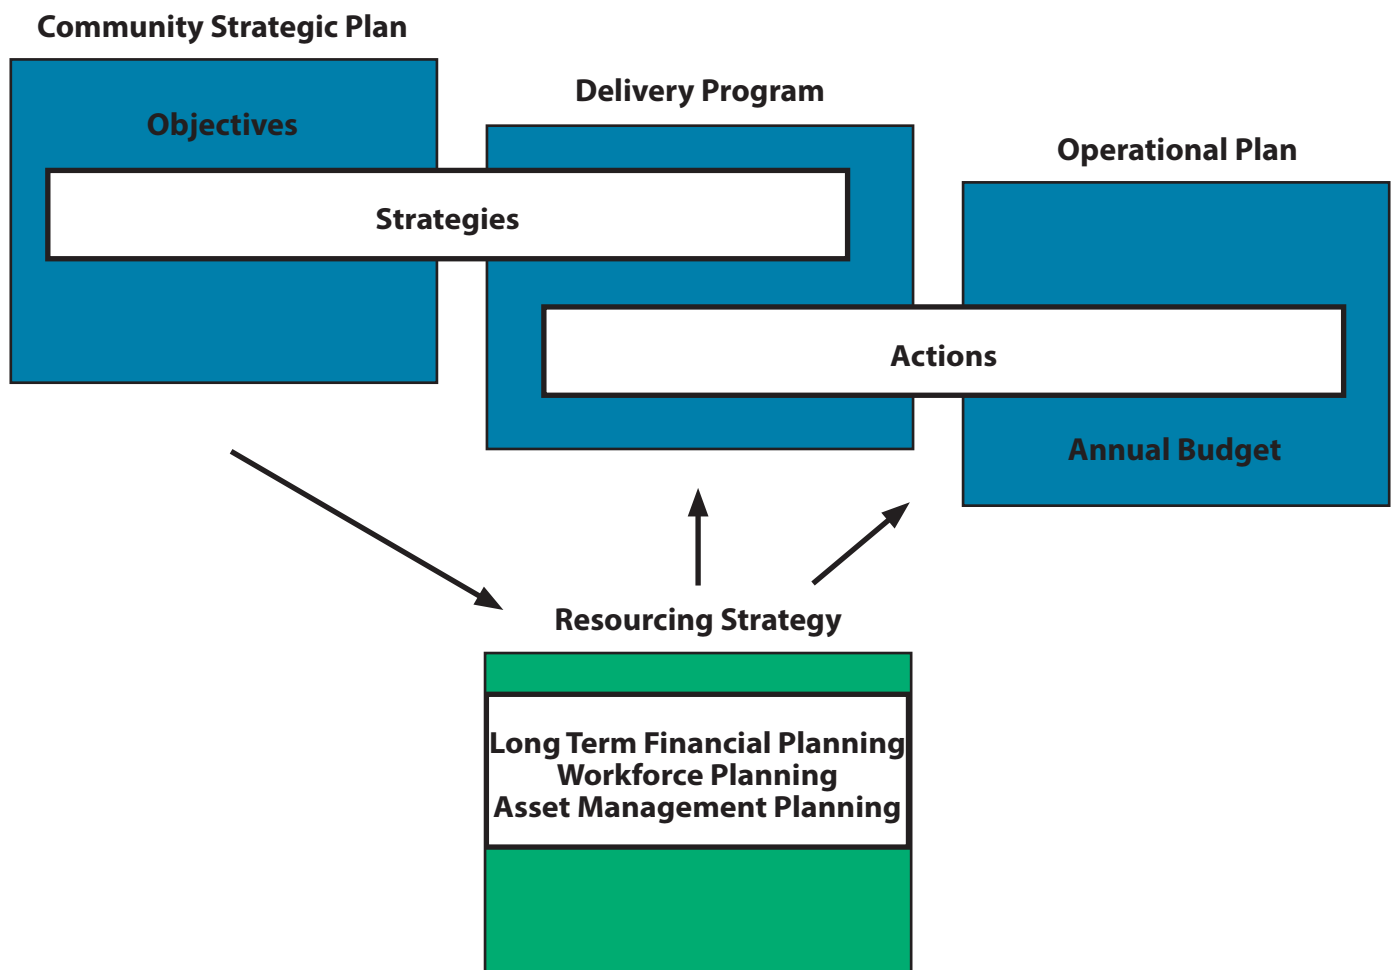 Community Strategic Plan
Objectives
Delivery Program
Operational Plan
Strategies
Actions
Annual Budget
Resourcing Strategy
Long Term Financial Planning
Workforce Planning
Asset Management Planning